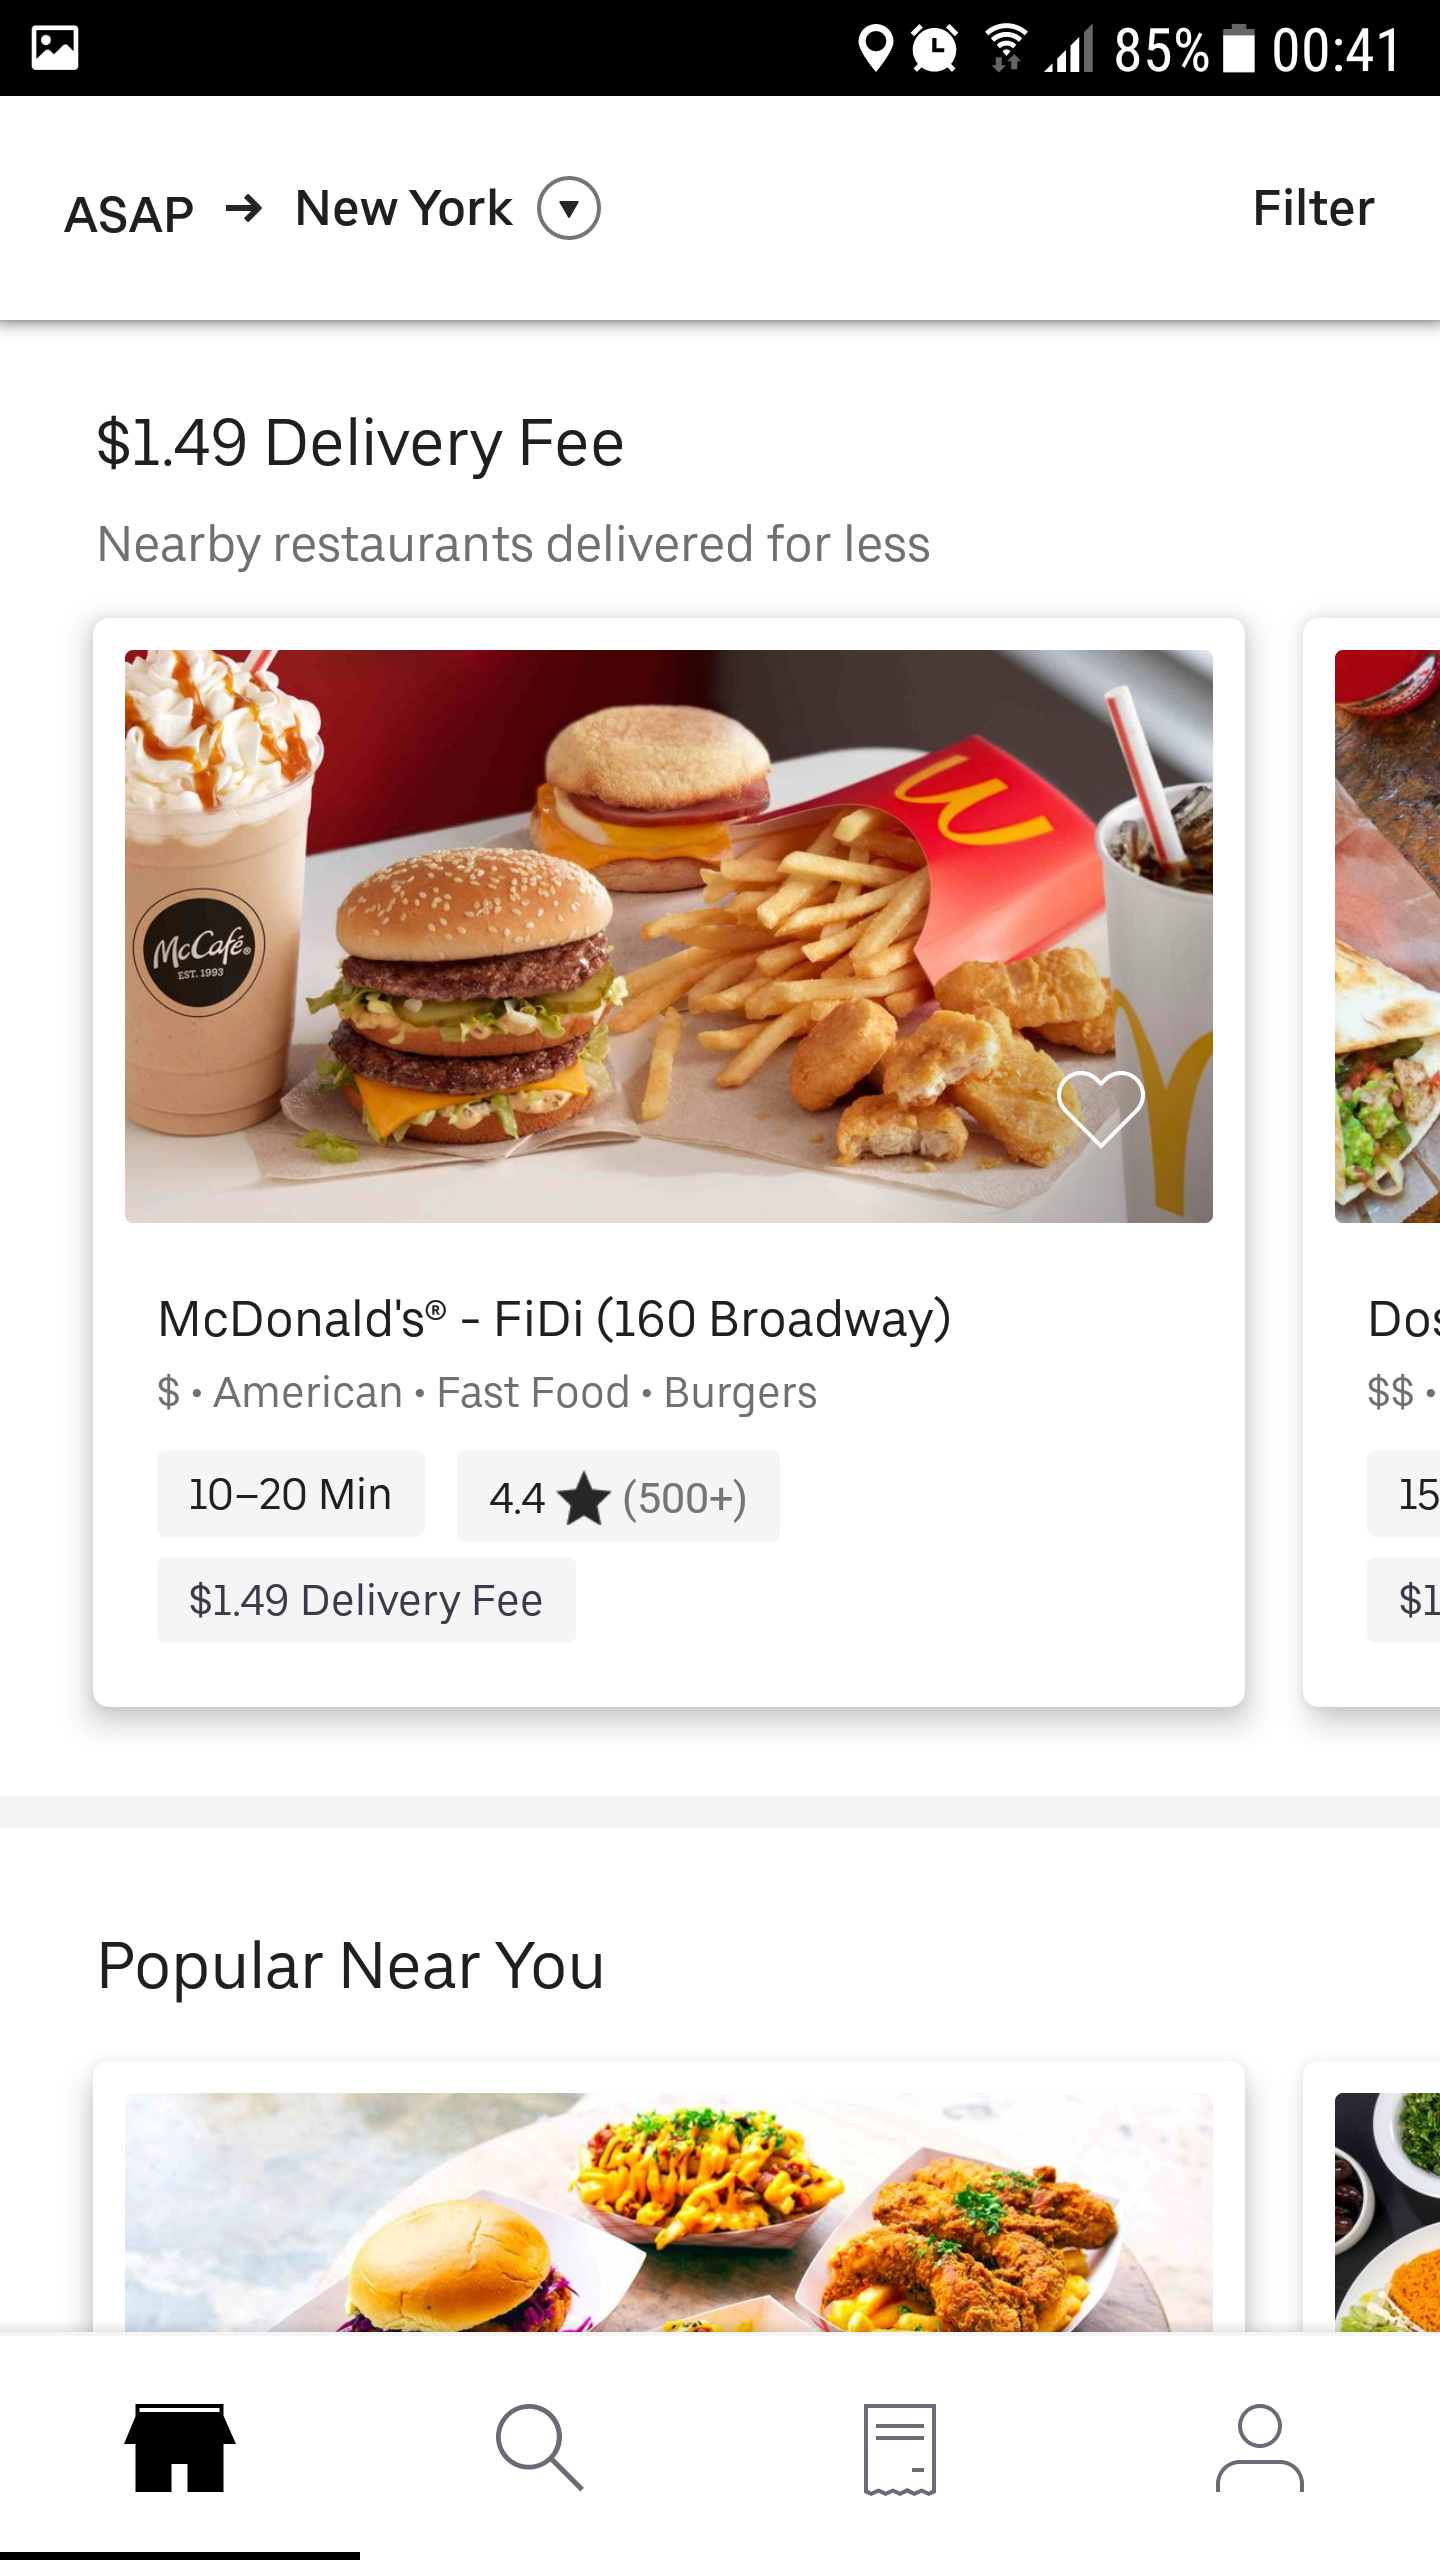 85% 00:41
ASAP → New York Filter
$1.49 Delivery Fee
Nearby restaurants delivered for less
McCafé®
EST. 1993
McDonald's® - FiDi (160 Broadway)
$ • American • Fast Food • Burgers
$$ •
10–20 Min
4.4 ★ (500+)
15
$1.49 Delivery Fee
$1
Popular Near You